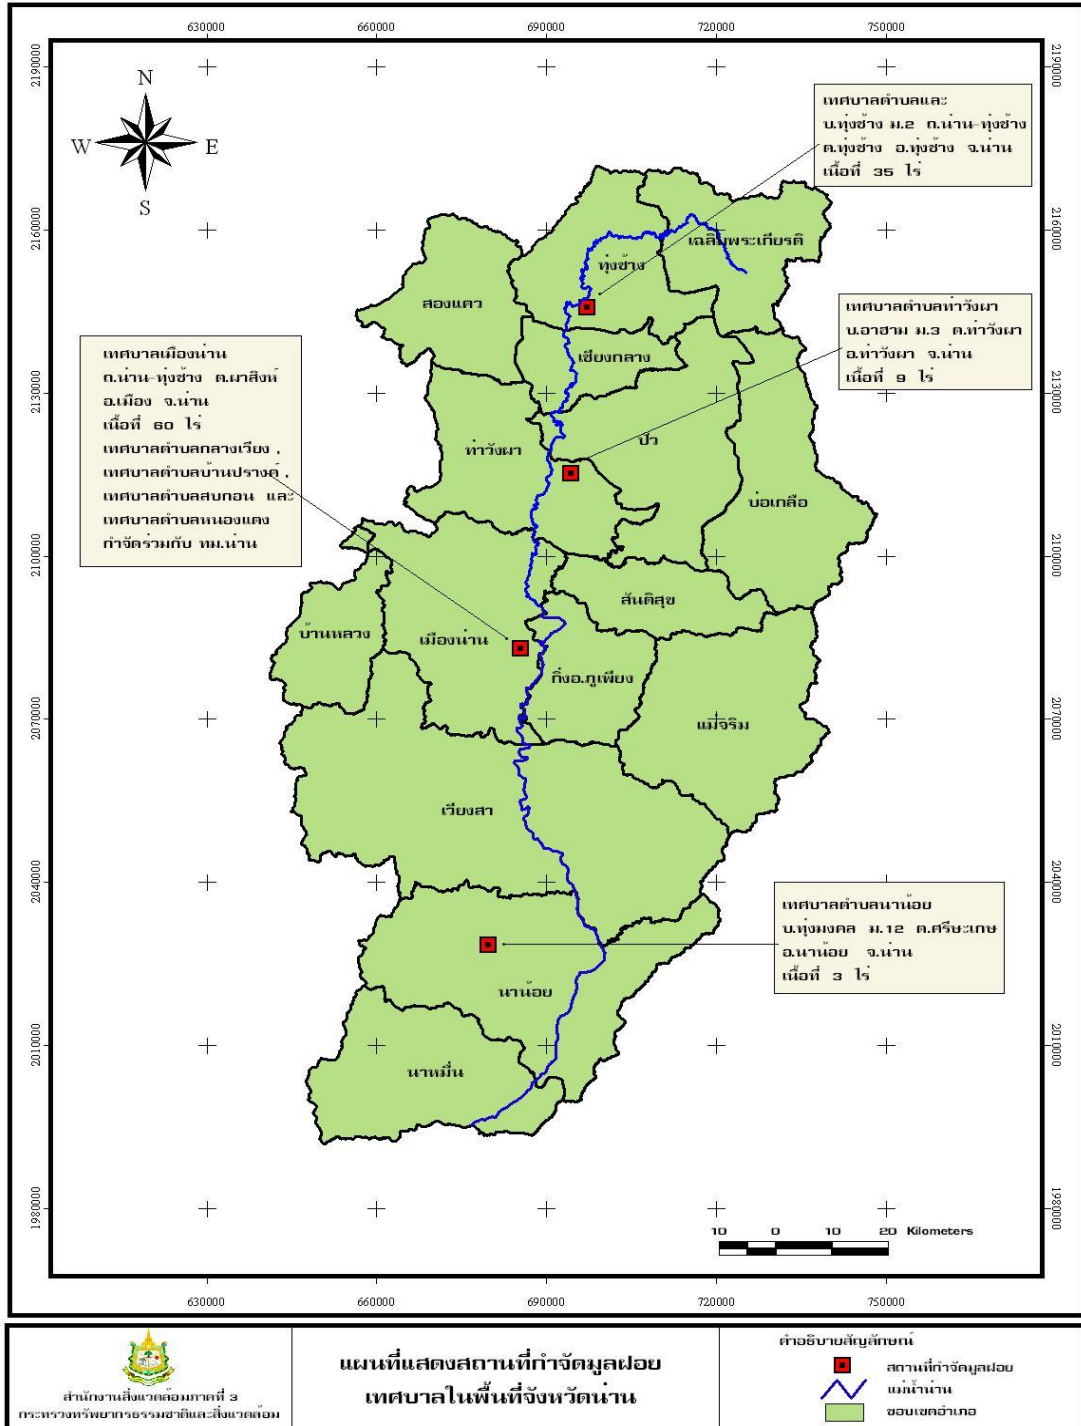 630000 660000 690000 720000 750000
2190000 2190000
N
W E
S
เทศบาลตำบลและ
บ.ทุ่งช้าง ม.2 ถ.น่าน-ทุ่งช้าง
ต.ทุ่งช้าง อ.ทุ่งช้าง จ.น่าน
เนื้อที่ 35 ไร่
2160000 2160000
เฉลิมพระเกียรติ
ทุ่งช้าง
สองแคว
เทศบาลตำบลท่าวังผา
บ.อาฮาม ม.3 ต.ท่าวังผา
อ.ท่าวังผา จ.น่าน
เนื้อที่ 9 ไร่
เชียงกลาง
เทศบาลเมืองน่าน
ถ.น่าน-ทุ่งช้าง ต.ผาสิงห์
อ.เมือง จ.น่าน
เนื้อที่ 60 ไร่
เทศบาลตำบลกลางเวียง ,
เทศบาลตำบลบ้านปรางค์ ,
เทศบาลตำบลสบกอน และ
เทศบาลตำบลหนองแดง
กำจัดร่วมกับ ทม.น่าน
2130000 2130000
ปัว
ท่าวังผา
บ่อเกลือ
2100000 2100000
สันติสุข
บ้านหลวง
เมืองน่าน
กิ่งอ.ภูเพียง
2070000 2070000
แม่จริม
เวียงสา
2040000 2040000
เทศบาลตำบลนาน้อย
บ.ทุ่งมงคล ม.12 ต.ศรีษะเกษ
อ.นาน้อย จ.น่าน
เนื้อที่ 3 ไร่
นาน้อย
2010000 2010000
นาหมื่น
1980000 1980000
10 0 10 20 Kilometers
630000 660000 690000 720000 750000
สำนักงานสิ่งแวดล้อมภาคที่ 3
กระทรวงทรัพยากรธรรมชาติและสิ่งแวดล้อม
แผนที่แสดงสถานที่กำจัดมูลฝอย
เทศบาลในพื้นที่จังหวัดน่าน
คำอธิบายสัญลักษณ์
สถานที่กำจัดมูลฝอย
แม่น้ำน่าน
ขอบเขตอำเภอ